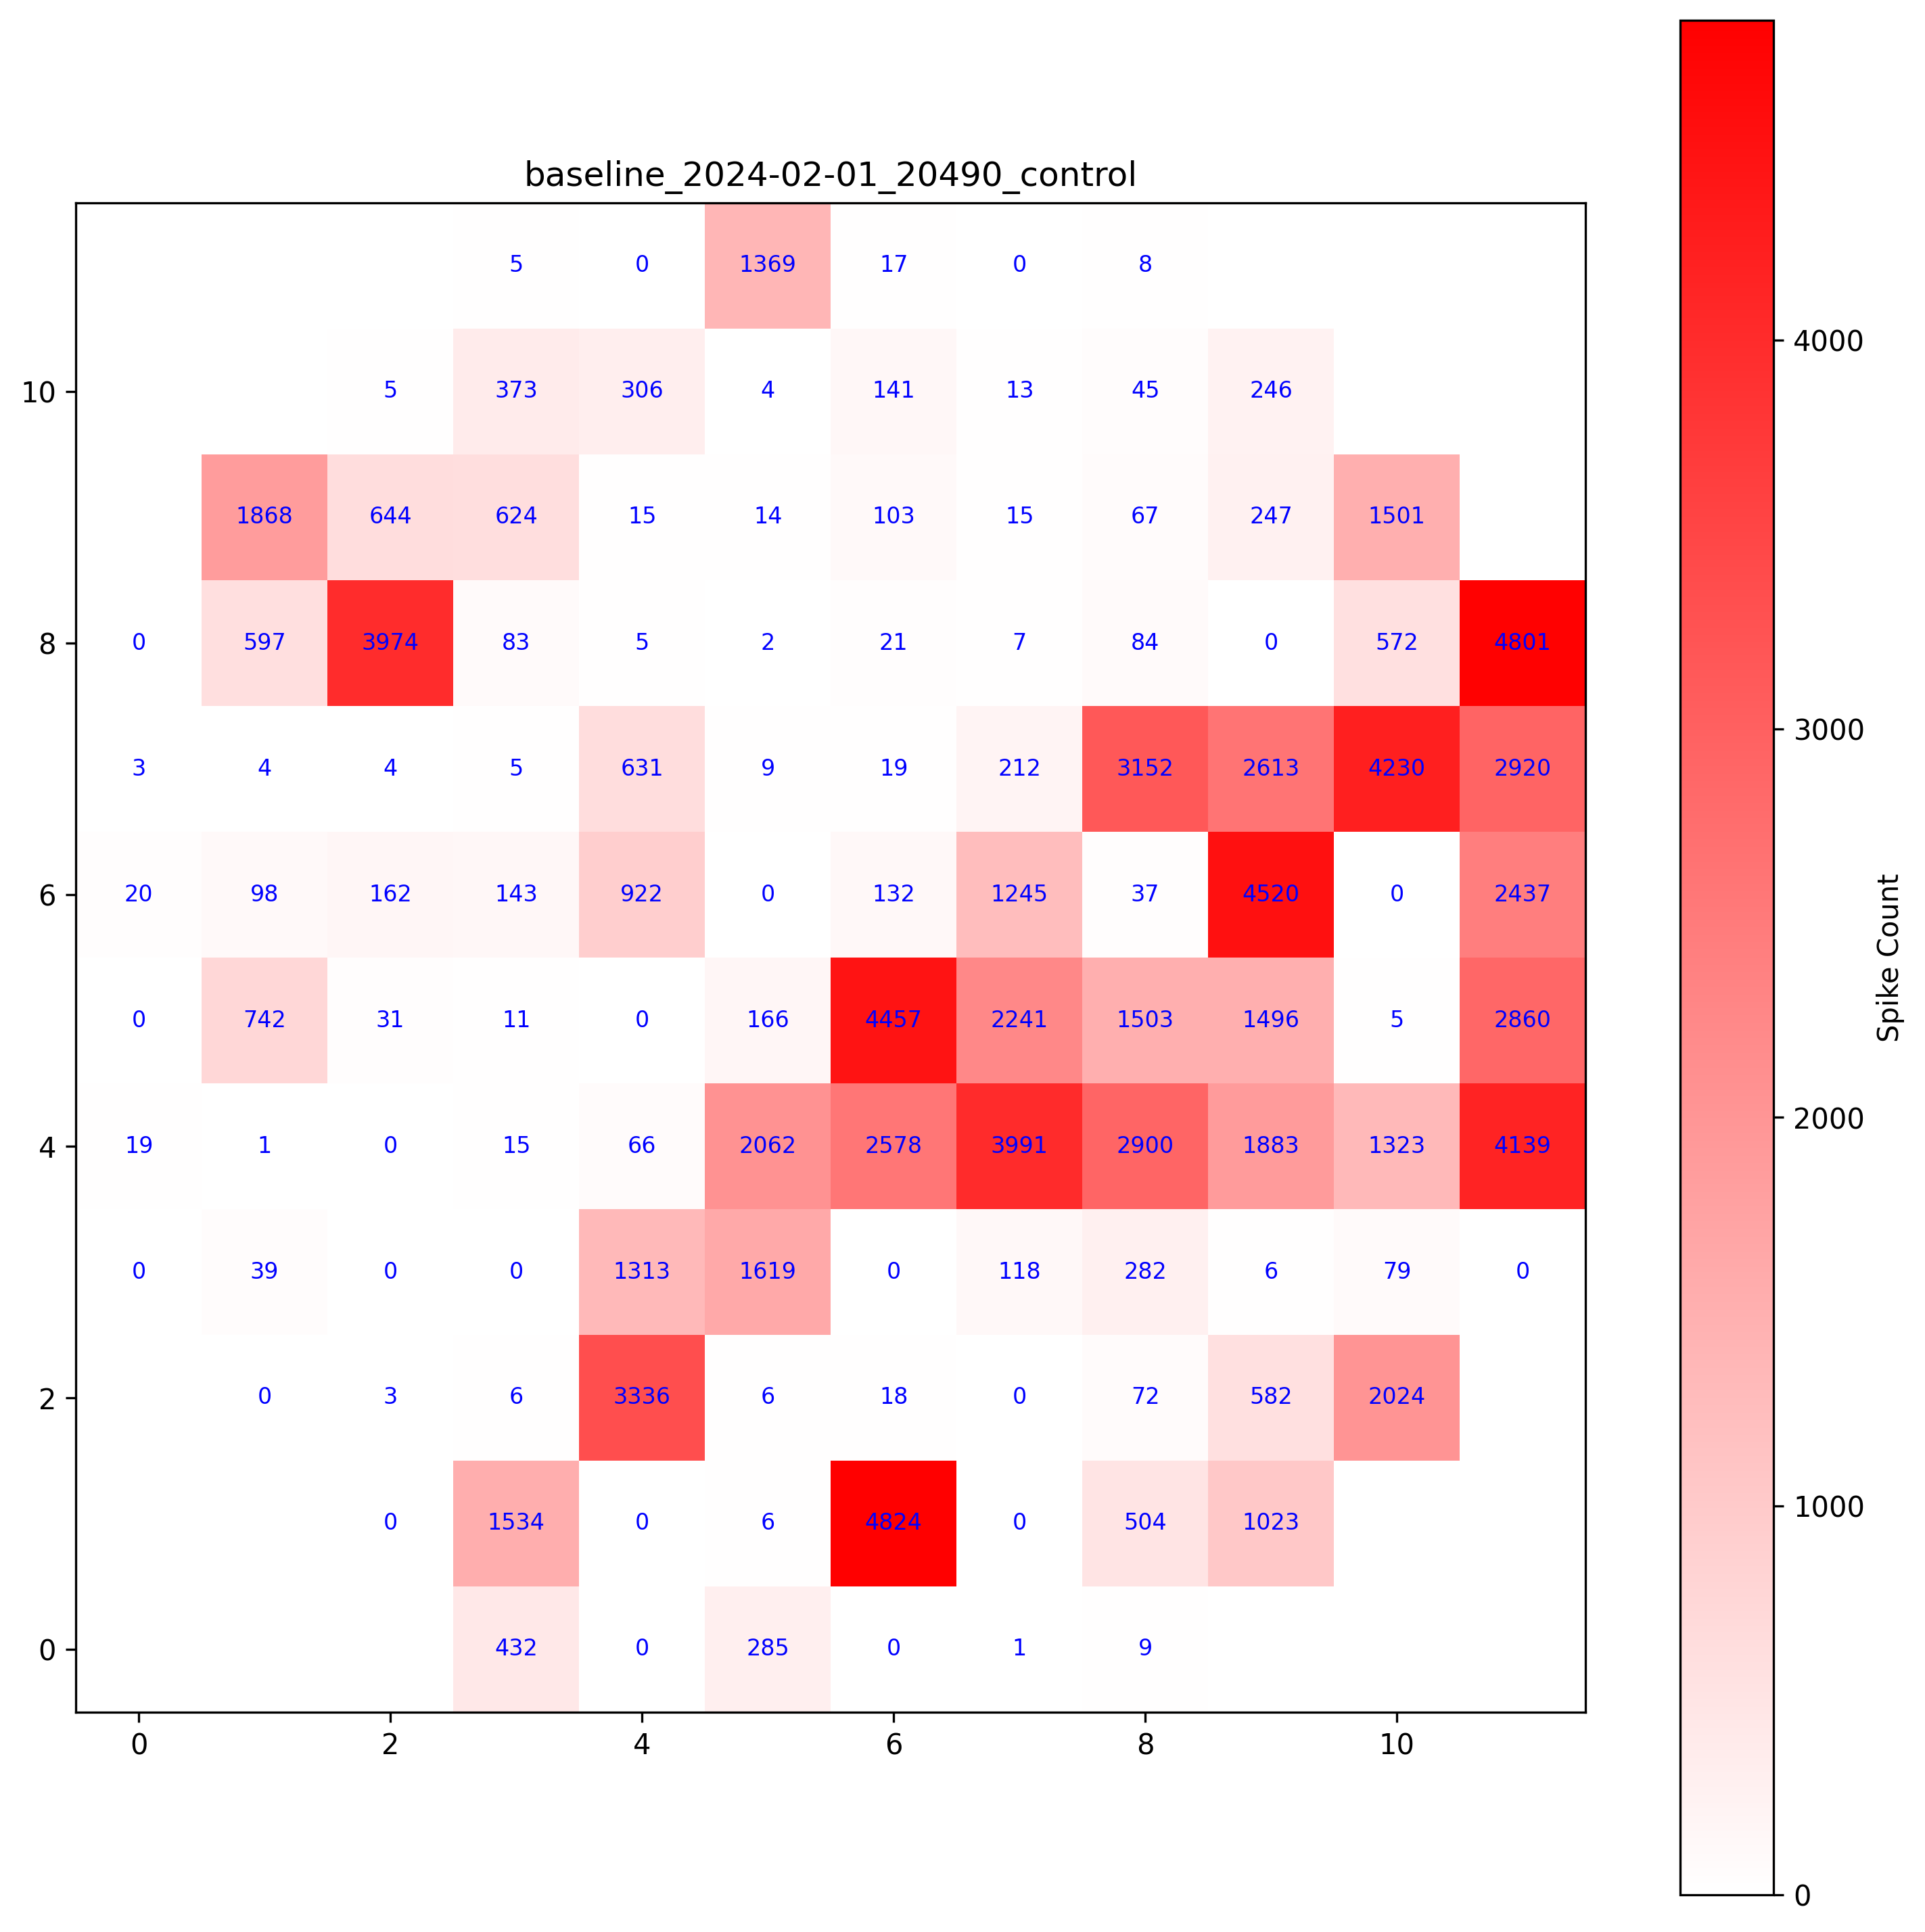 baseline_2024-02-01_20490_control
5 0 1369 17 0 8
10 5 373 306 4 141 13 45 246
1868 644 624 15 14 103 15 67 247 1501
8 0 597 3974 83 5 2 21 7 84 0 572 4801
3 4 4 5 631 9 19 212 3152 2613 4230 2920
6 20 98 162 143 922 0 132 1245 37 4520 0 2437
0 742 31 11 0 166 4457 2241 1503 1496 5 2860
4 19 1 0 15 66 2062 2578 3991 2900 1883 1323 4139
0 39 0 0 1313 1619 0 118 282 6 79 0
2 0 3 6 3336 6 18 0 72 582 2024
0 1534 0 6 4824 0 504 1023
0 432 0 285 0 1 9
0 2 4 6 8 10
4000
3000
2000
1000
0
Spike Count